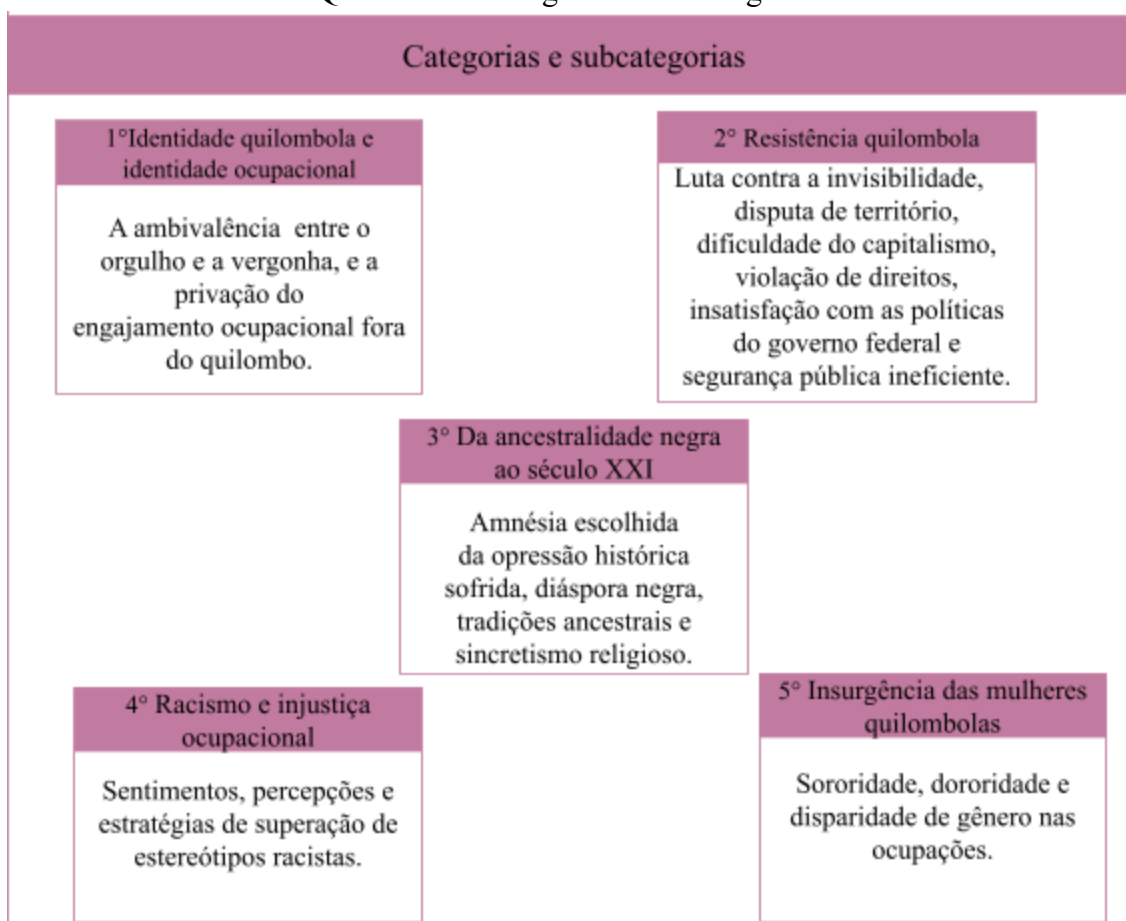 Categorias e subcategorias
1°Identidade quilombola e
identidade ocupacional
A ambivalência entre o
orgulho e a vergonha, e a
privação do
engajamento ocupacional fora
do quilombo.
2° Resistência quilombola
Luta contra a invisibilidade,
disputa de território,
dificuldade do capitalismo,
violação de direitos,
insatisfação com as políticas
do governo federal e
segurança pública ineficiente.
3° Da ancestralidade negra
ao século XXI
Amnésia escolhida
da opressão histórica
sofrida, diáspora negra,
tradições ancestrais e
sincretismo religioso.
4° Racismo e injustiça
ocupacional
Sentimentos, percepções e
estratégias de superação de
estereótipos racistas.
5° Insurgência das mulheres
quilombolas
Sororidade, dororidade e
disparidade de gênero nas
ocupações.